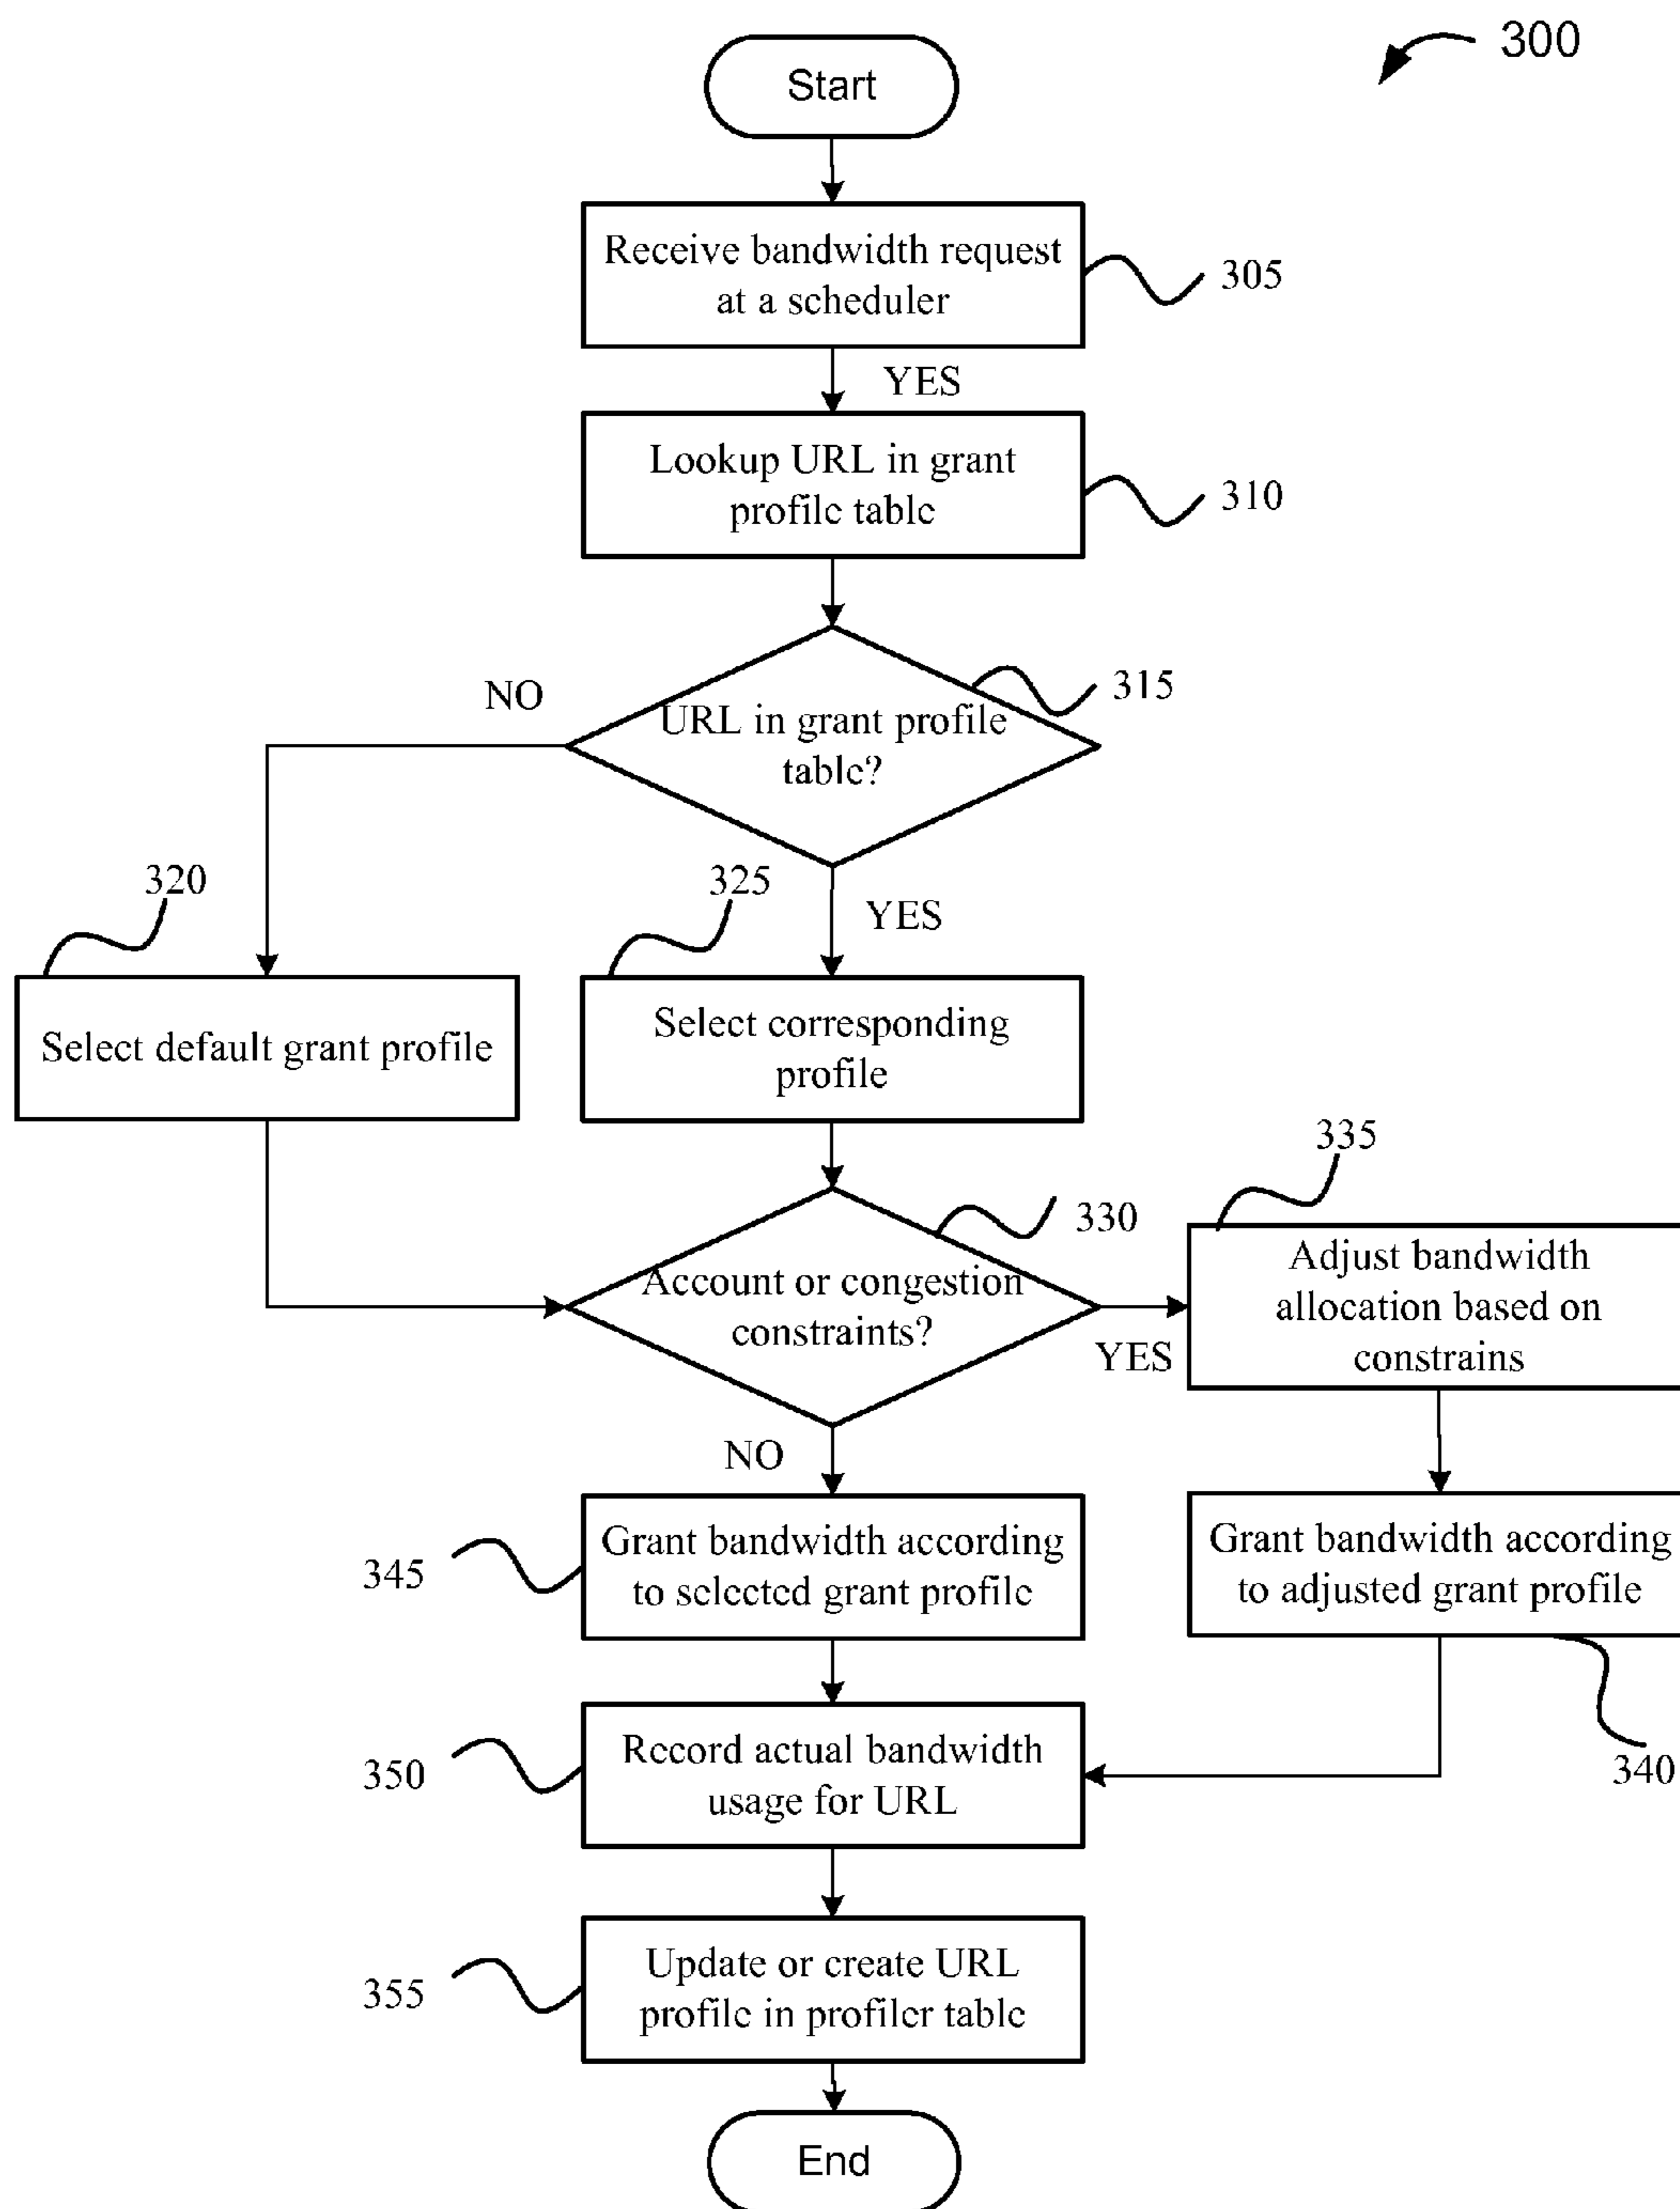 300
Start
Receive bandwidth request
at a scheduler
305
YES
Lookup URL in grant
profile table
310
315
NO
URL in grant profile
table?
320
325
YES
Select default grant profile
Select corresponding
profile
335
330
Account or congestion
constraints?
YES
Adjust bandwidth
allocation based on
constrains
NO
345
Grant bandwidth according
to selected grant profile
Grant bandwidth according
to adjusted grant profile
340
350
Record actual bandwidth
usage for URL
355
Update or create URL
profile in profiler table
End